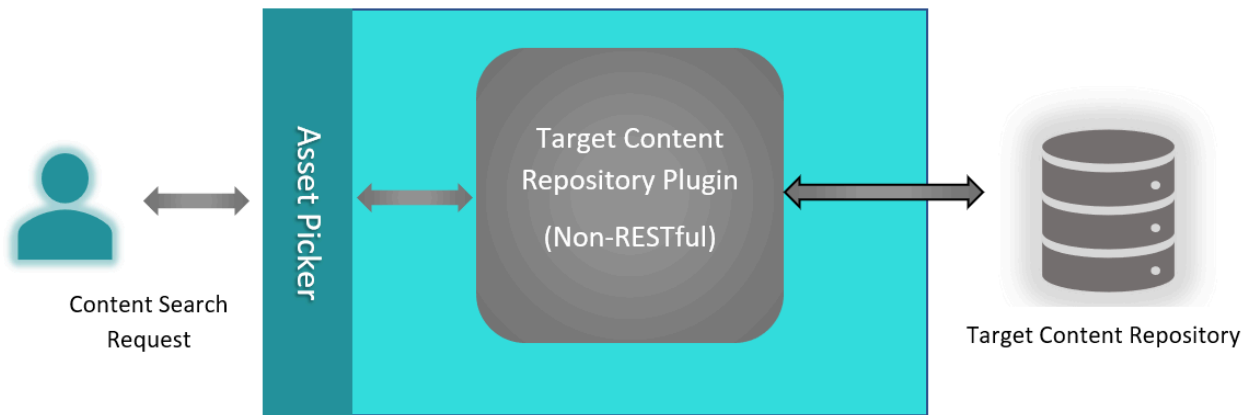 Content Search
Request
Asset Picker
Target Content
Repository Plugin
(Non-RESTful)
Target Content Repository